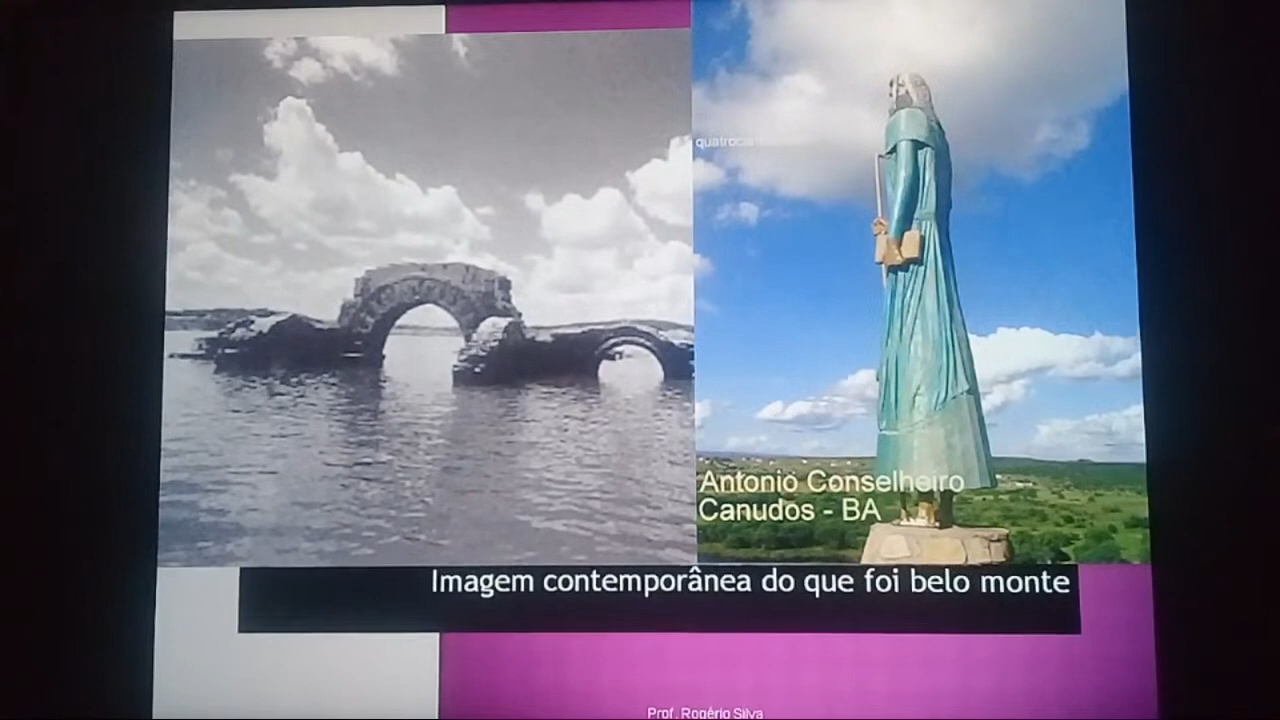 Antonio Conselheiro
Canudos - BA
Imagem contemporânea do que foi belo monte
Prof. Rogério Silva